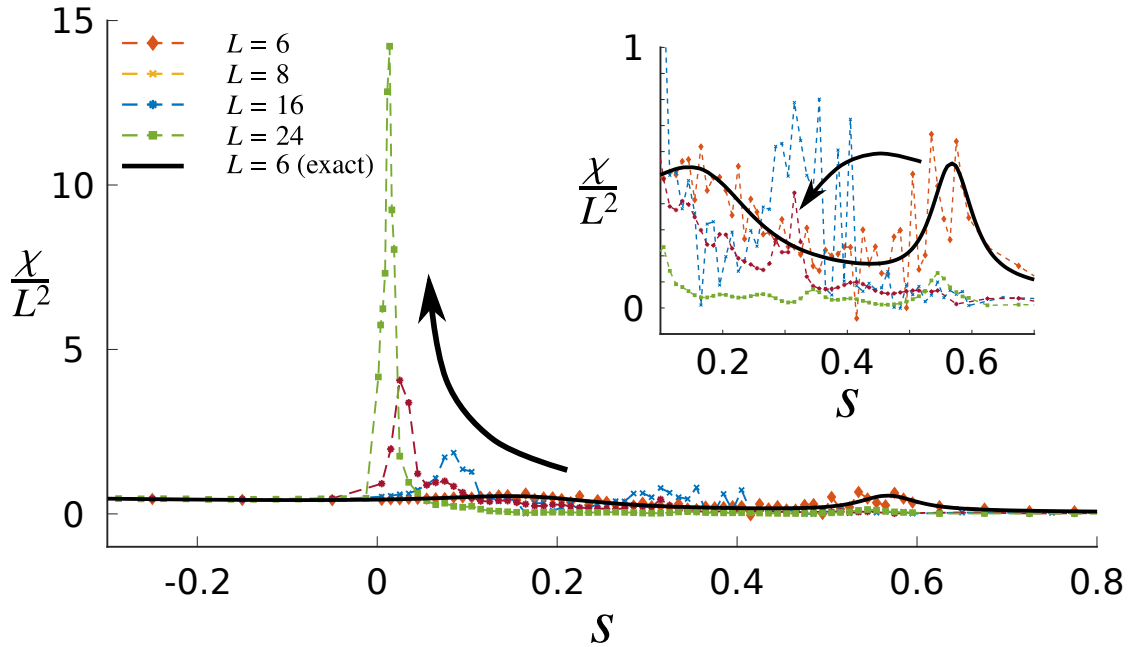 15
10
5
0
χ
L²
-0.2 0 0.2 0.4 0.6 0.8
s
L = 6
L = 8
L = 16
L = 24
L = 6 (exact)
1
0
χ
L²
0.2 0.4 0.6
s